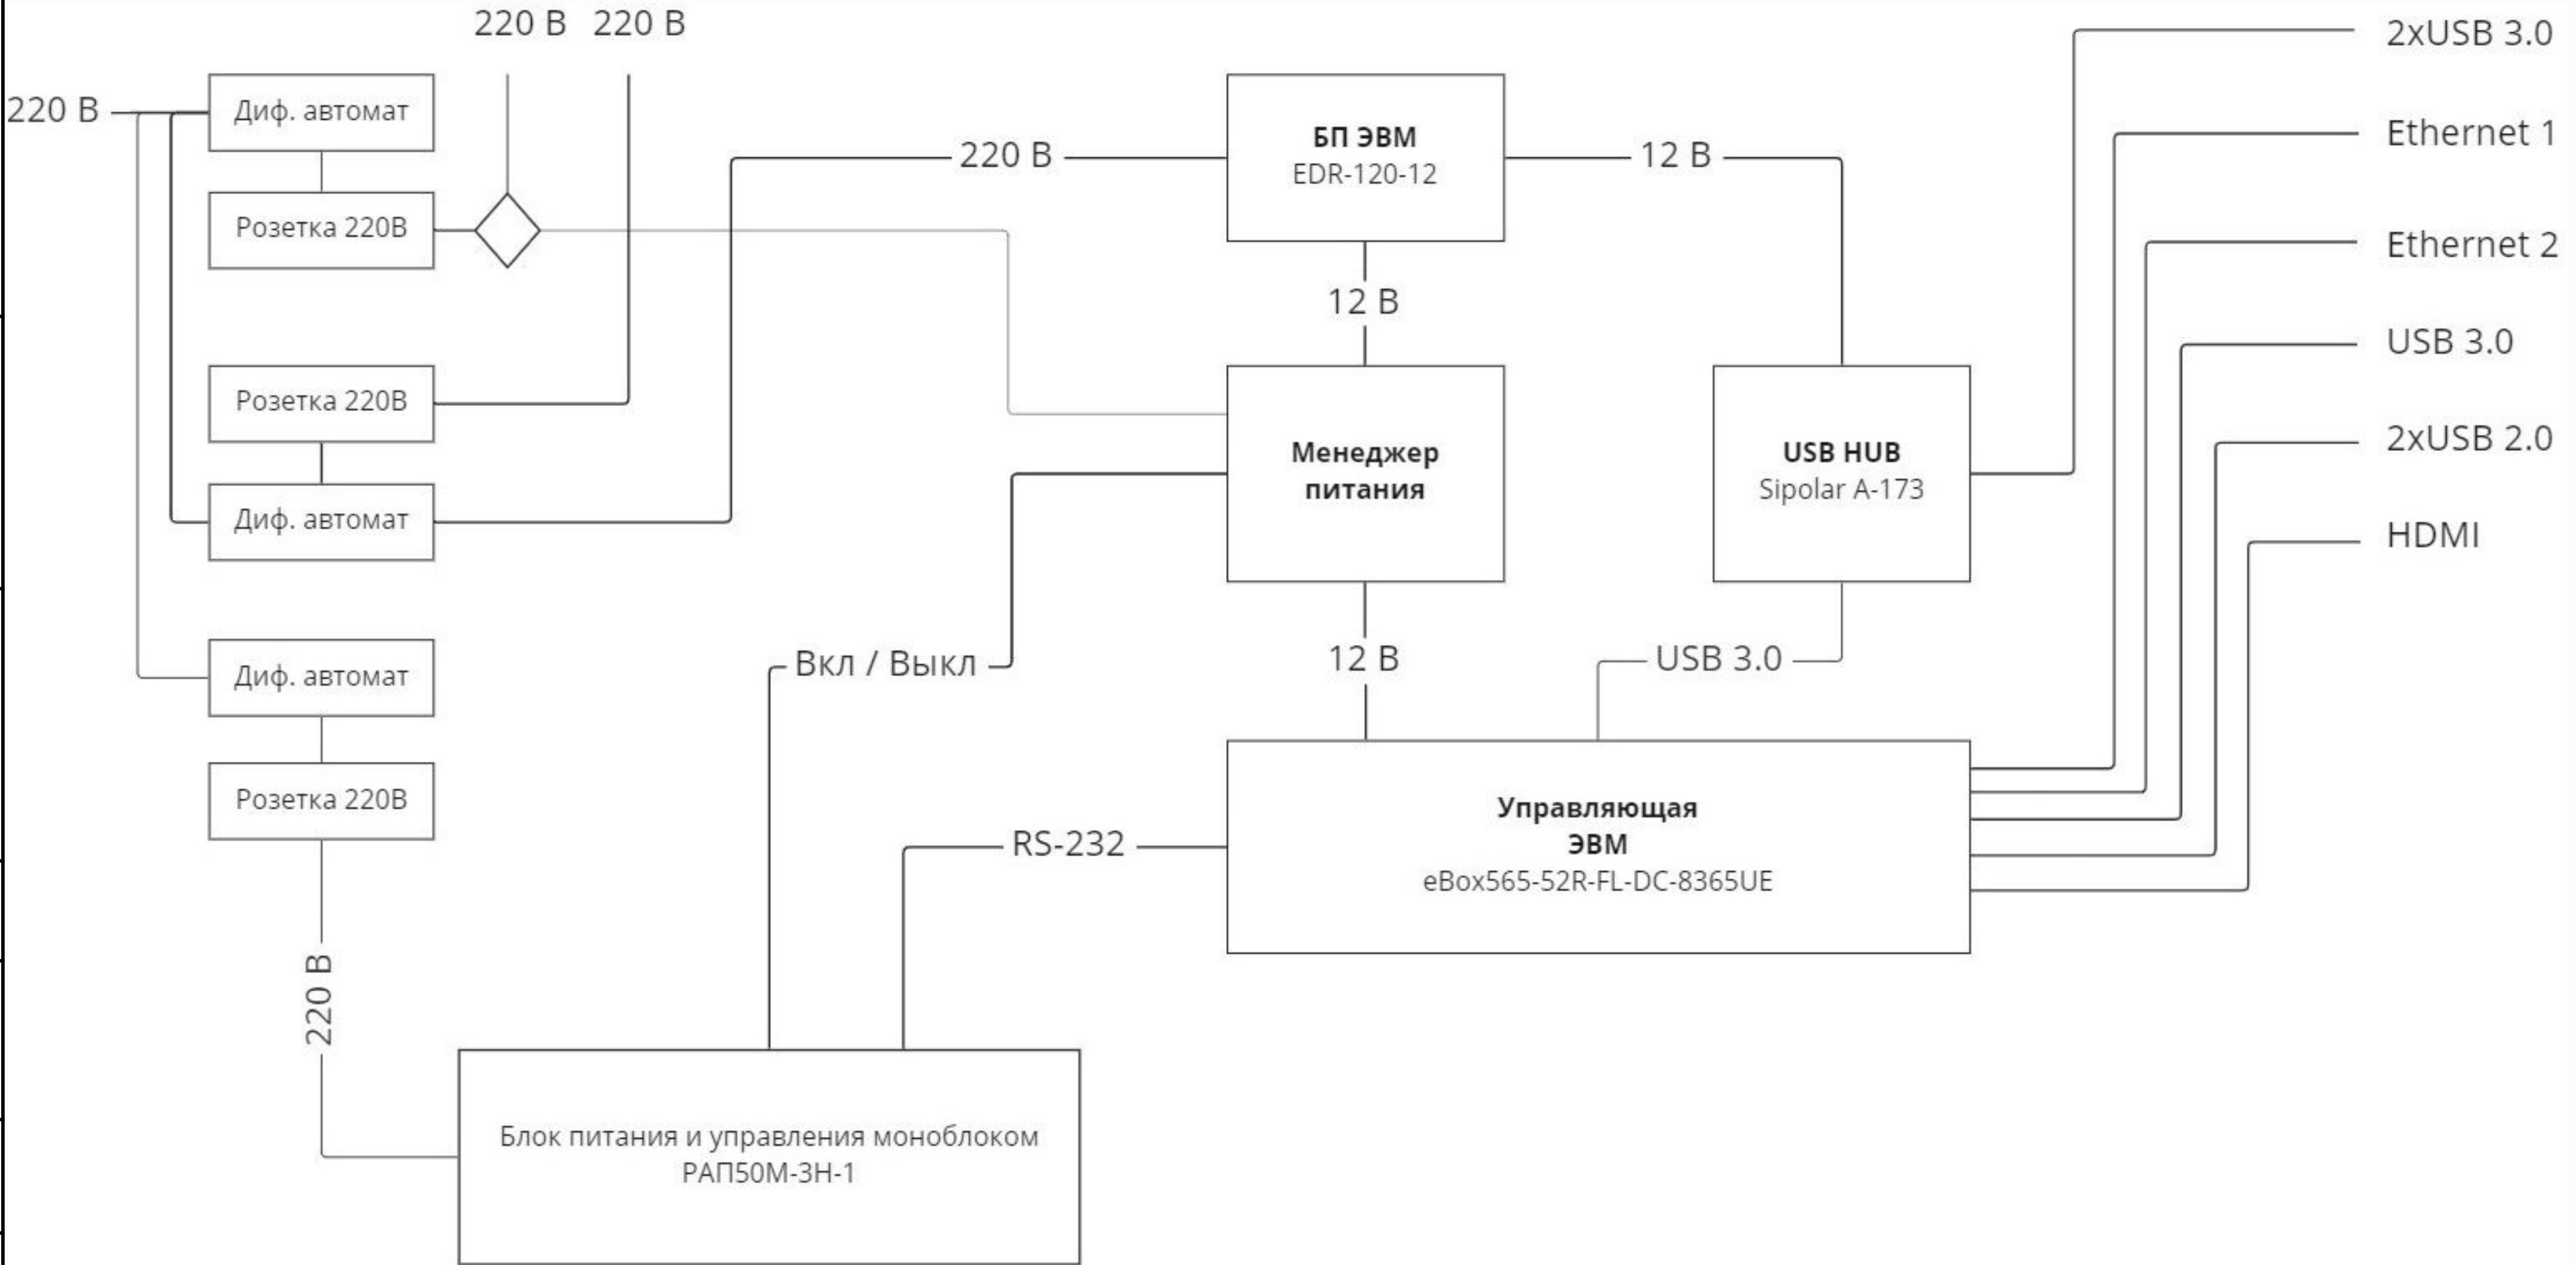 220 В 220 В
2xUSB 3.0
220 В
Диф. автомат
Ethernet 1
220 В
БП ЭВМ
EDR-120-12
12 В
Розетка 220В
Ethernet 2
12 В
USB 3.0
Розетка 220В
Менеджер
питания
USB HUB
Sipolar A-173
2xUSB 2.0
Диф. автомат
HDMI
Диф. автомат
Вкл / Выкл
12 В
USB 3.0
Розетка 220В
RS-232
Управляющая
ЭВМ
eBox565-52R-FL-DC-8365UE
220 В
Блок питания и управления моноблоком
РАП50М-3Н-1